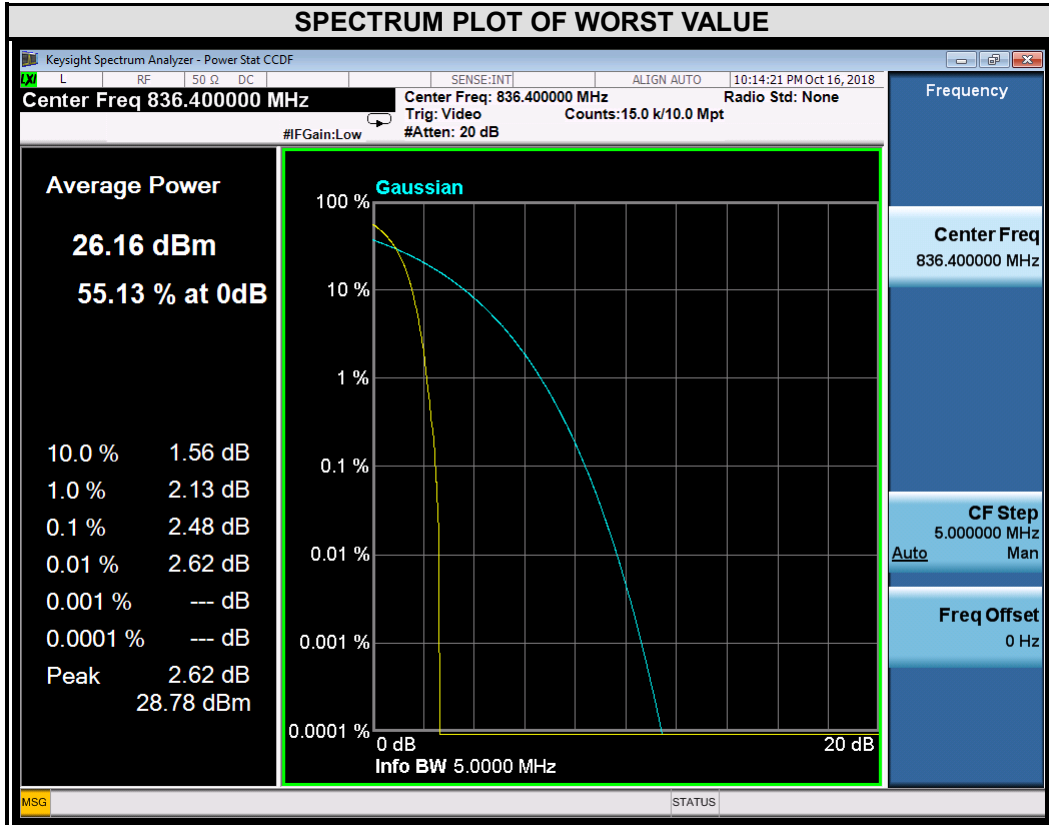 SPECTRUM PLOT OF WORST VALUE
Keysight Spectrum Analyzer - Power Stat CCDF
LXI L RF 50 Ω DC SENSE:INT ALIGN AUTO 10:14:21 PM Oct 16, 2018
Center Freq 836.400000 MHz
Center Freq: 836.400000 MHz Radio Std: None
Trig: Video Counts:15.0 k/10.0 Mpt
#IFGain:Low #Atten: 20 dB
Average Power
26.16 dBm
55.13 % at 0dB
10.0 % 1.56 dB
1.0 % 2.13 dB
0.1 % 2.48 dB
0.01 % 2.62 dB
0.001 % --- dB
0.0001 % --- dB
Peak 2.62 dB
28.78 dBm
Gaussian
100 %
10 %
1 %
0.1 %
0.01 %
0.001 %
0.0001 %
0 dB 20 dB
Info BW 5.0000 MHz
Frequency
Center Freq
836.400000 MHz
CF Step
5.000000 MHz
Auto Man
Freq Offset
0 Hz
MSG STATUS